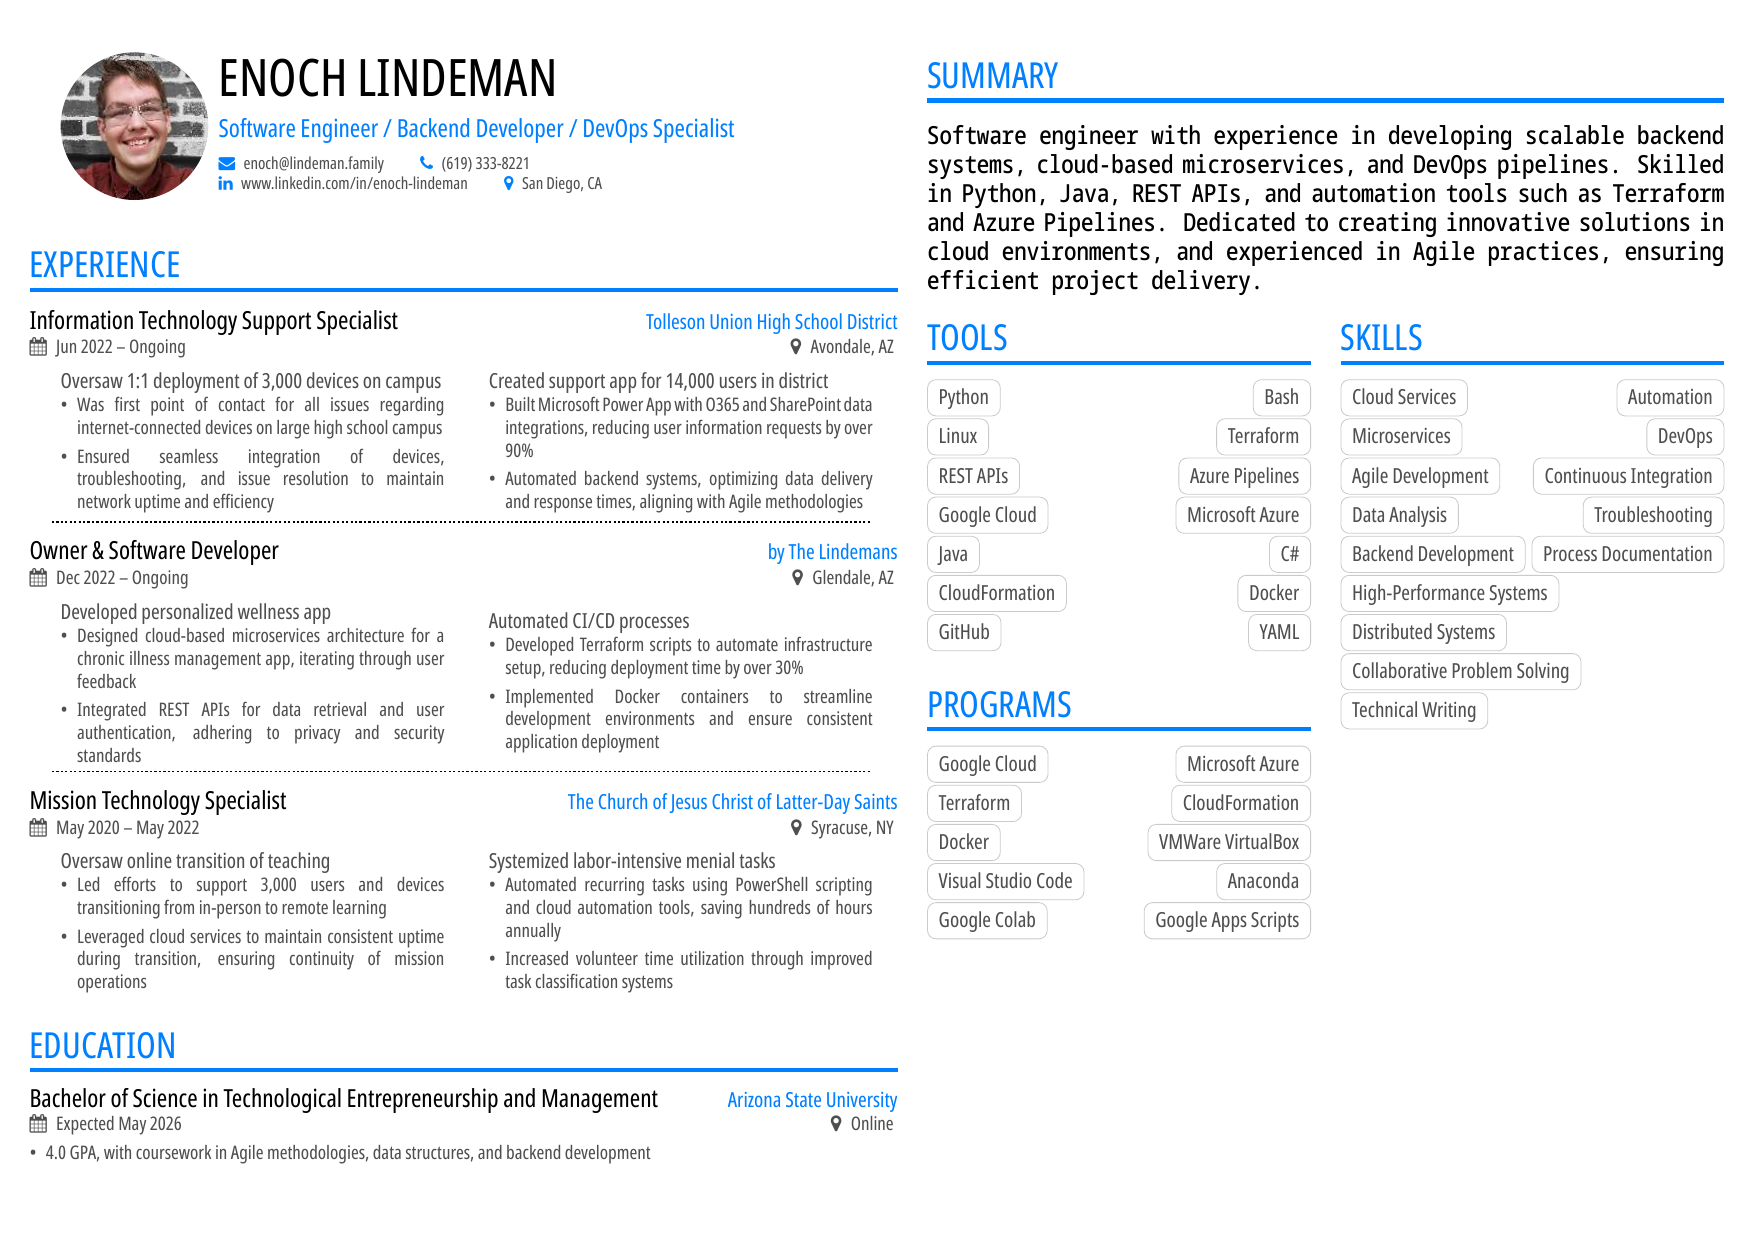 ENOCH LINDEMAN
Software Engineer / Backend Developer / DevOps Specialist
enoch@lindeman.family (619) 333-8221
www.linkedin.com/in/enoch-lindeman San Diego, CA
EXPERIENCE
Information Technology Support Specialist Tolleson Union High School District
Jun 2022 – Ongoing Avondale, AZ
Oversaw 1:1 deployment of 3,000 devices on campus
• Was first point of contact for all issues regarding
internet-connected devices on large high school campus
• Ensured seamless integration of devices,
troubleshooting, and issue resolution to maintain
network uptime and efficiency
Created support app for 14,000 users in district
• Built Microsoft Power App with O365 and SharePoint data
integrations, reducing user information requests by over
90%
• Automated backend systems, optimizing data delivery
and response times, aligning with Agile methodologies
Owner & Software Developer by The Lindemans
Dec 2022 – Ongoing Glendale, AZ
Developed personalized wellness app
• Designed cloud-based microservices architecture for a
chronic illness management app, iterating through user
feedback
• Integrated REST APIs for data retrieval and user
authentication, adhering to privacy and security
standards
Automated CI/CD processes
• Developed Terraform scripts to automate infrastructure
setup, reducing deployment time by over 30%
• Implemented Docker containers to streamline
development environments and ensure consistent
application deployment
Mission Technology Specialist The Church of Jesus Christ of Latter-Day Saints
May 2020 – May 2022 Syracuse, NY
Oversaw online transition of teaching
• Led efforts to support 3,000 users and devices
transitioning from in-person to remote learning
• Leveraged cloud services to maintain consistent uptime
during transition, ensuring continuity of mission
operations
Systemized labor-intensive menial tasks
• Automated recurring tasks using PowerShell scripting
and cloud automation tools, saving hundreds of hours
annually
• Increased volunteer time utilization through improved
task classification systems
EDUCATION
Bachelor of Science in Technological Entrepreneurship and Management Arizona State University
Expected May 2026 Online
• 4.0 GPA, with coursework in Agile methodologies, data structures, and backend development
SUMMARY
Software engineer with experience in developing scalable backend
systems, cloud-based microservices, and DevOps pipelines. Skilled
in Python, Java, REST APIs, and automation tools such as Terraform
and Azure Pipelines. Dedicated to creating innovative solutions in
cloud environments, and experienced in Agile practices, ensuring
efficient project delivery.
TOOLS
Python Bash
Linux Terraform
REST APIs Azure Pipelines
Google Cloud Microsoft Azure
Java C#
CloudFormation Docker
GitHub YAML
PROGRAMS
Google Cloud Microsoft Azure
Terraform CloudFormation
Docker VMWare VirtualBox
Visual Studio Code Anaconda
Google Colab Google Apps Scripts
SKILLS
Cloud Services Automation
Microservices DevOps
Agile Development Continuous Integration
Data Analysis Troubleshooting
Backend Development Process Documentation
High-Performance Systems
Distributed Systems
Collaborative Problem Solving
Technical Writing